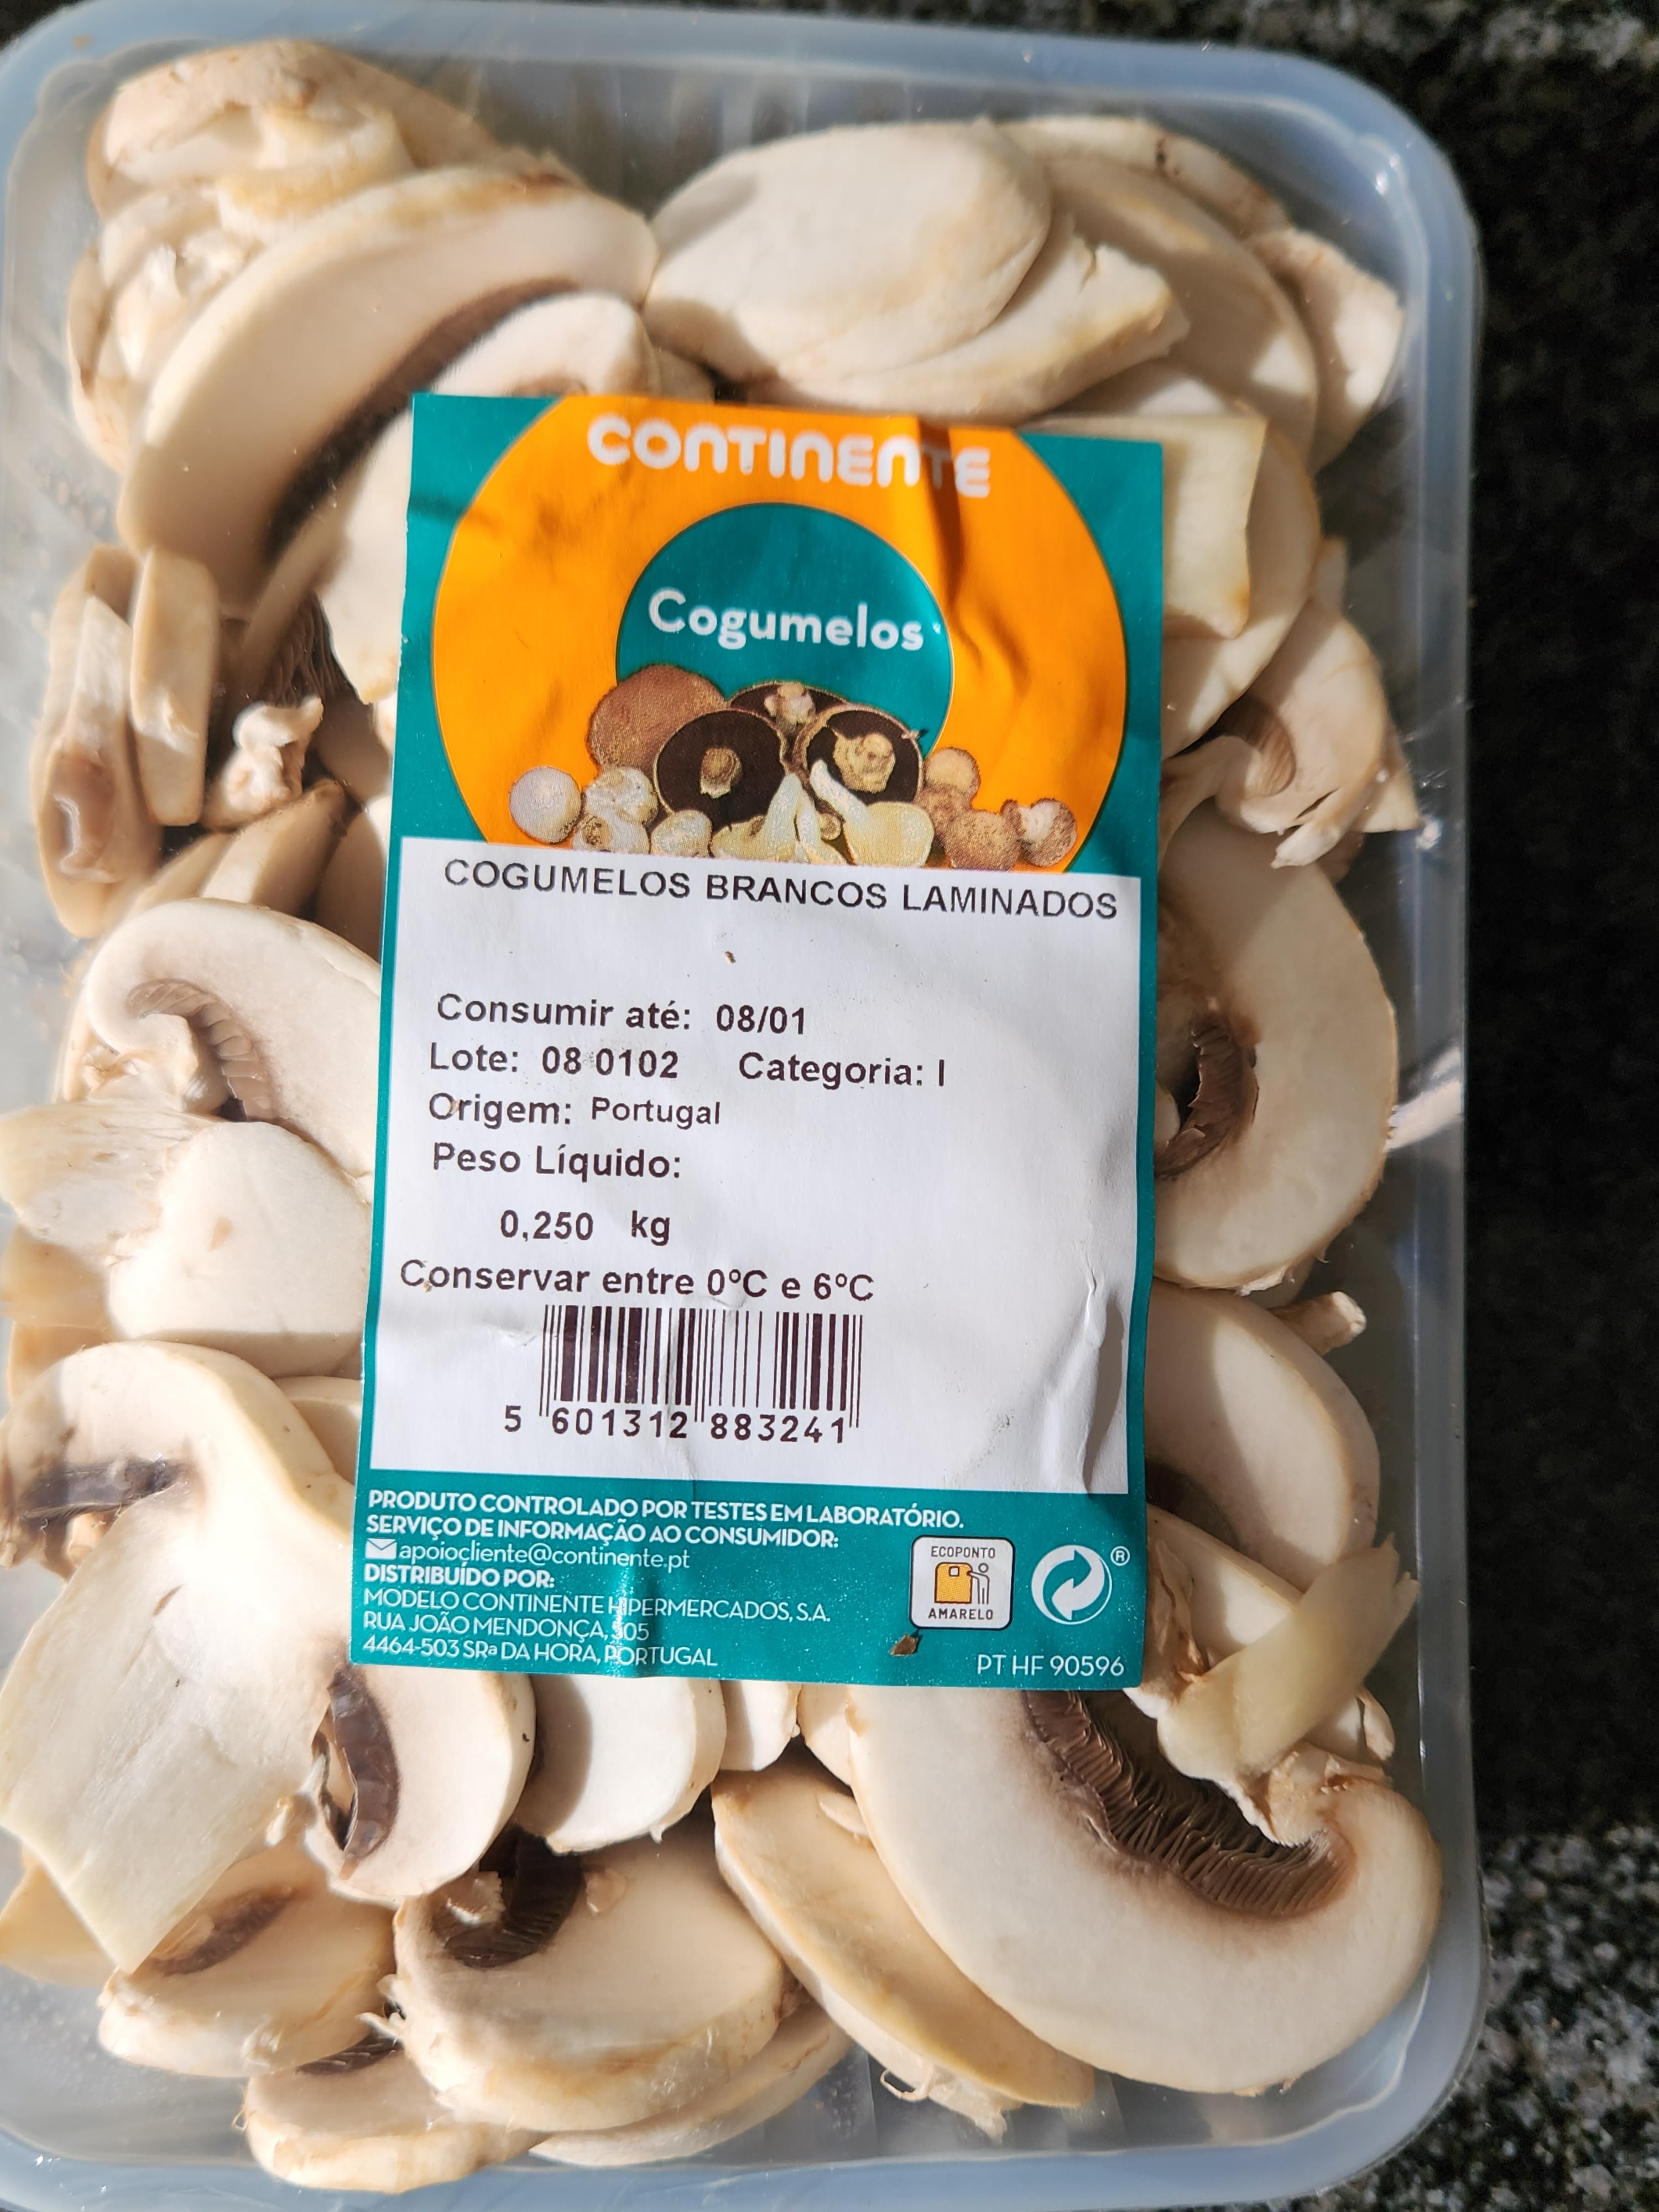 CONTINENTE
Cogumelos
COGUMELOS BRANCOS LAMINADOS
Consumir até: 08/01
Lote: 08 0102 Categoria: I
Origem: Portugal
Peso Líquido:
0,250 kg
Conservar entre 0ºC e 6ºC
5 601312 883241
PRODUTO CONTROLADO POR TESTES EM LABORATÓRIO.
SERVIÇO DE INFORMAÇÃO AO CONSUMIDOR:
apoiocliente@continente.pt
DISTRIBUÍDO POR:
MODELO CONTINENTE HIPERMERCADOS, S.A.
RUA JOÃO MENDONÇA, 505
4464-503 SRª DA HORA, PORTUGAL
ECOPONTO
AMARELO
®
PT HF 90596